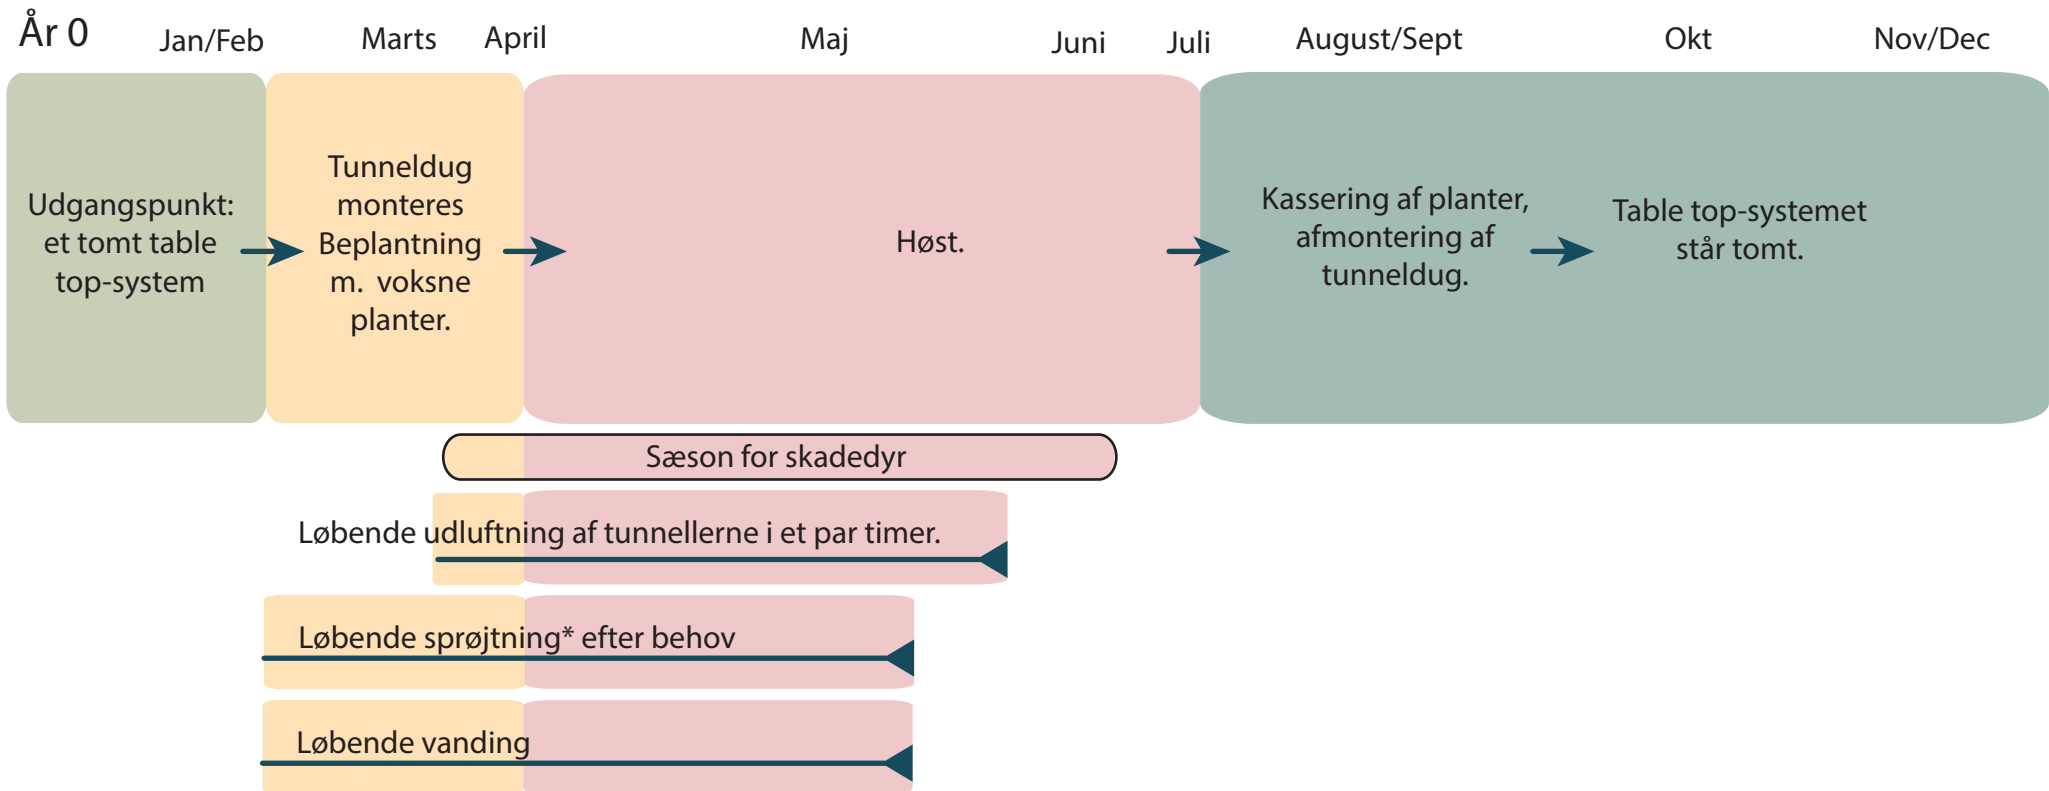 År 0
Jan/Feb
Marts
April
Maj
Juni
Juli
August/Sept
Okt
Nov/Dec
Udgangspunkt:
et tomt table
top-system
Tunneldug
monteres
Beplantning
m. voksne
planter.
Høst.
Kassering af planter,
afmontering af
tunneldug.
Table top-systemet
står tomt.
Sæson for skadedyr
Løbende udluftning af tunnellerne i et par timer.
Løbende sprøjtning* efter behov
Løbende vanding